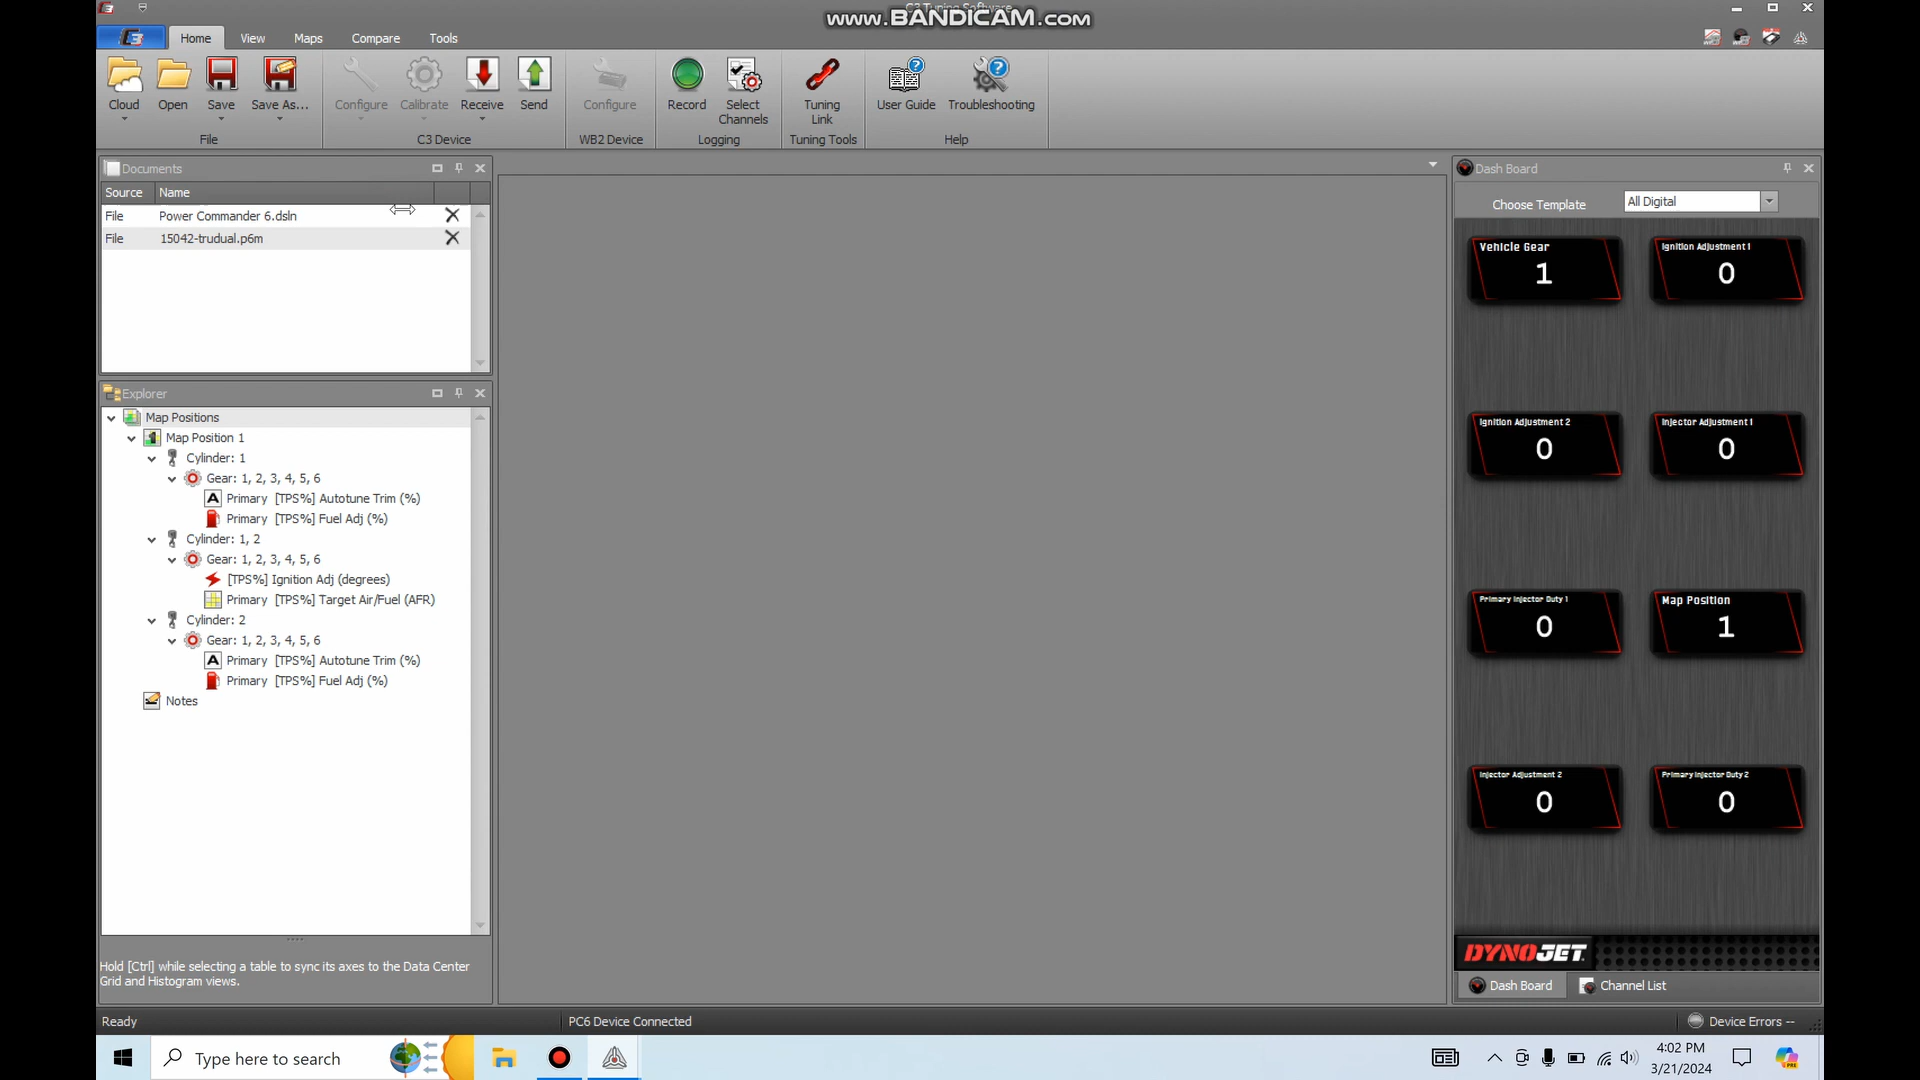 C3 Tuning Software
www.BANDICAM.com
Home View Maps Compare Tools
Cloud Open Save Save As... Configure Calibrate Receive Send Configure Record Select Channels Tuning Link User Guide Troubleshooting
File C3 Device WB2 Device Logging Tuning Tools Help
Documents
Source Name
File Power Commander 6.dsln
File 15042-trudual.p6m
Explorer
Map Positions
Map Position 1
Cylinder: 1
Gear: 1, 2, 3, 4, 5, 6
A Primary [TPS%] Autotune Trim (%)
Primary [TPS%] Fuel Adj (%)
Cylinder: 1, 2
Gear: 1, 2, 3, 4, 5, 6
[TPS%] Ignition Adj (degrees)
Primary [TPS%] Target Air/Fuel (AFR)
Cylinder: 2
Gear: 1, 2, 3, 4, 5, 6
A Primary [TPS%] Autotune Trim (%)
Primary [TPS%] Fuel Adj (%)
Notes
Hold [Ctrl] while selecting a table to sync its axes to the Data Center
Grid and Histogram views.
Dash Board
Choose Template All Digital
Vehicle Gear
1
Ignition Adjustment 1
0
Ignition Adjustment 2
0
Injector Adjustment 1
0
Primary Injector Duty 1
0
Map Position
1
Injector Adjustment 2
0
Primary Injector Duty 2
0
DYNOJET
Dash Board Channel List
Ready PC6 Device Connected Device Errors --
Type here to search
4:02 PM
3/21/2024